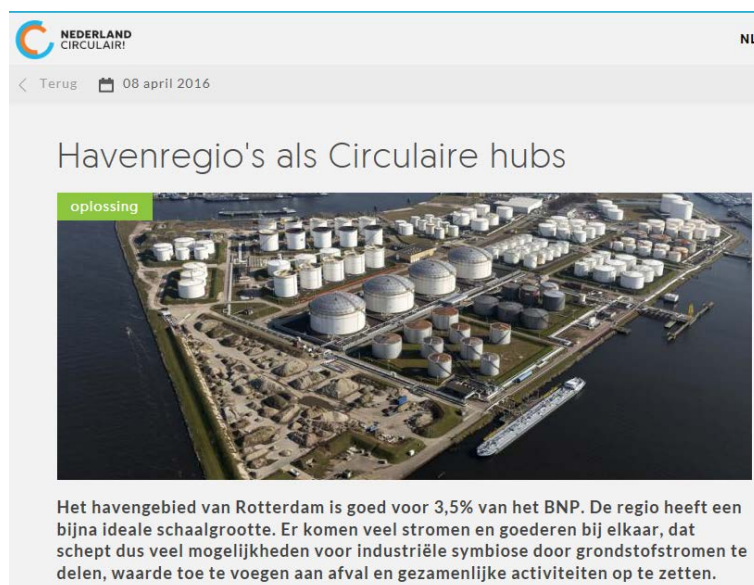 NEDERLAND
CIRCULAIR!
Terug 08 april 2016
Havenregio's als Circulaire hubs
oplossing
Het havengebied van Rotterdam is goed voor 3,5% van het BNP. De regio heeft een
bijna ideale schaalgrootte. Er komen veel stromen en goederen bij elkaar, dat
schept dus veel mogelijkheden voor industriële symbiose door grondstofstromen te
delen, waarde toe te voegen aan afval en gezamenlijke activiteiten op te zetten.